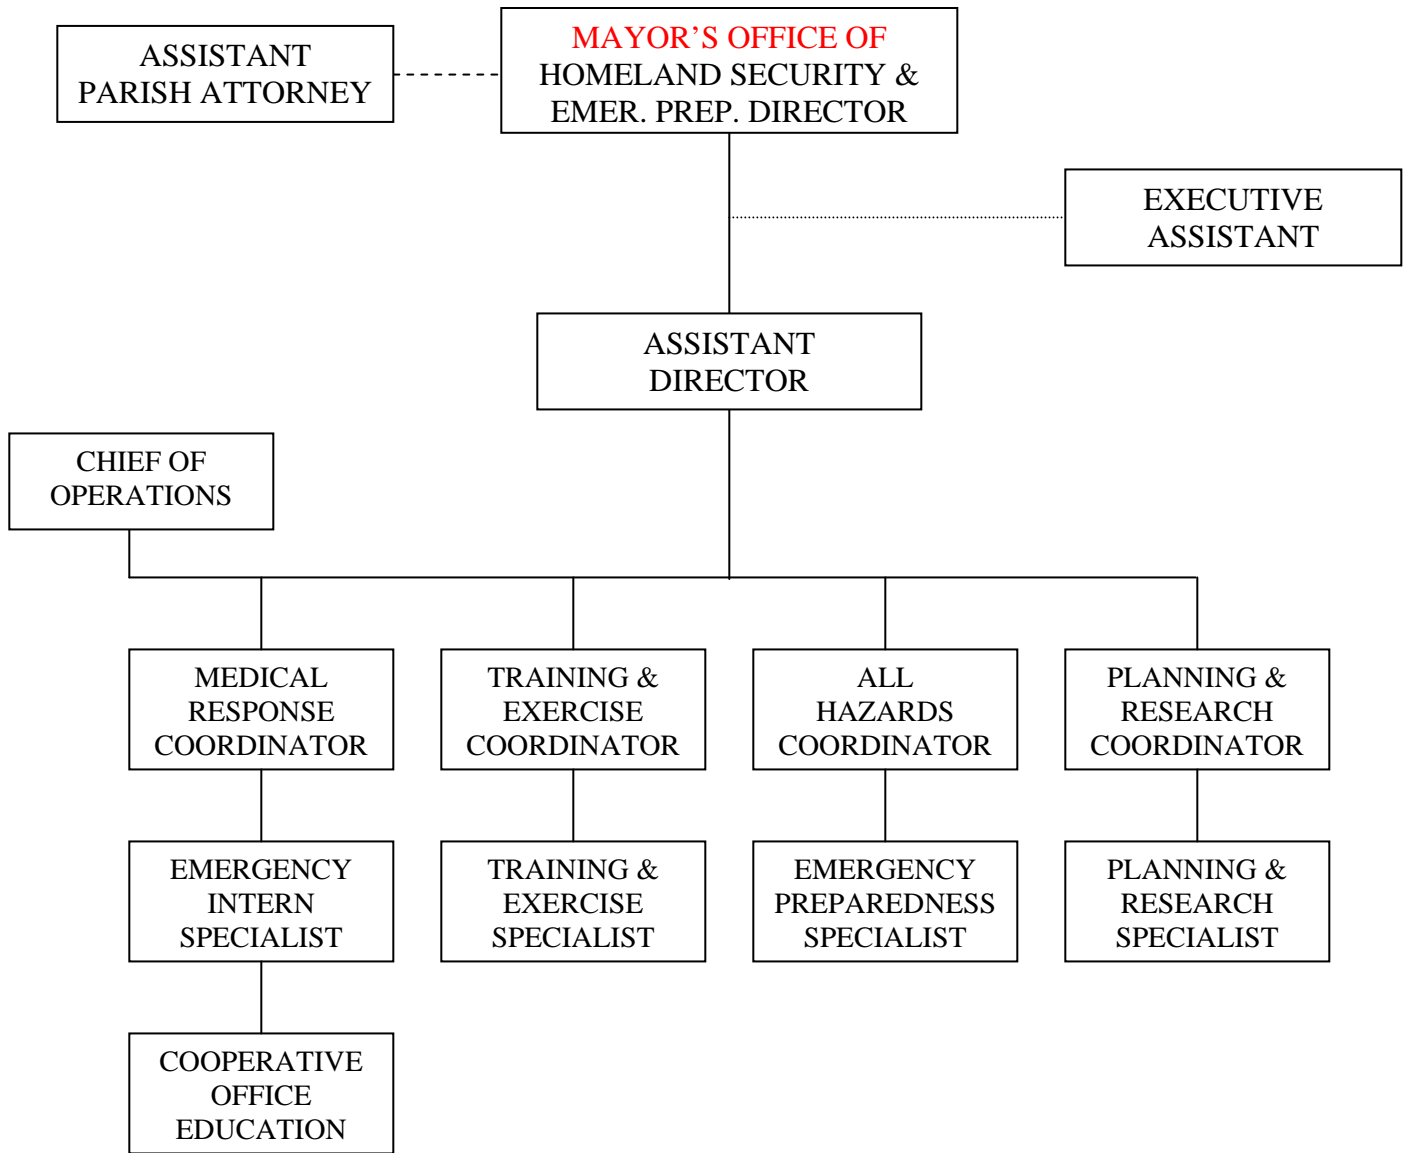 ASSISTANT
PARISH ATTORNEY
MAYOR’S OFFICE OF
HOMELAND SECURITY &
EMER. PREP. DIRECTOR
EXECUTIVE
ASSISTANT
ASSISTANT
DIRECTOR
CHIEF OF
OPERATIONS
MEDICAL
RESPONSE
COORDINATOR
TRAINING &
EXERCISE
COORDINATOR
ALL
HAZARDS
COORDINATOR
PLANNING &
RESEARCH
COORDINATOR
EMERGENCY
INTERN
SPECIALIST
TRAINING &
EXERCISE
SPECIALIST
EMERGENCY
PREPAREDNESS
SPECIALIST
PLANNING &
RESEARCH
SPECIALIST
COOPERATIVE
OFFICE
EDUCATION